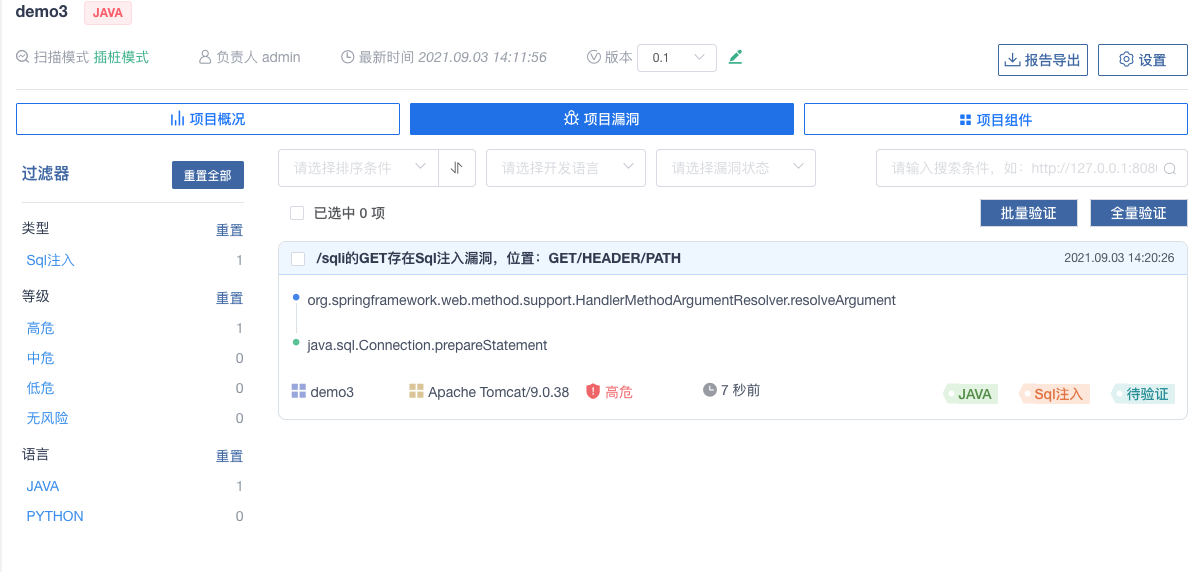 demo3 JAVA
扫描模式 插桩模式 负责人 admin 最新时间 2021.09.03 14:11:56 版本 0.1 报告导出 设置
项目概况 项目漏洞 项目组件
过滤器 重置全部 请选择排序条件 请选择开发语言 请选择漏洞状态 请输入搜索条件，如：http://127.0.0.1:808
已选中 0 项 批量验证 全量验证
类型 重置
Sql注入 1
/sqli的GET存在Sql注入漏洞，位置：GET/HEADER/PATH 2021.09.03 14:20:26
等级 重置
org.springframework.web.method.support.HandlerMethodArgumentResolver.resolveArgument
高危 1
java.sql.Connection.prepareStatement
中危 0
低危 0
demo3 Apache Tomcat/9.0.38 高危 7 秒前 JAVA Sql注入 待验证
无风险 0
语言 重置
JAVA 1
PYTHON 0